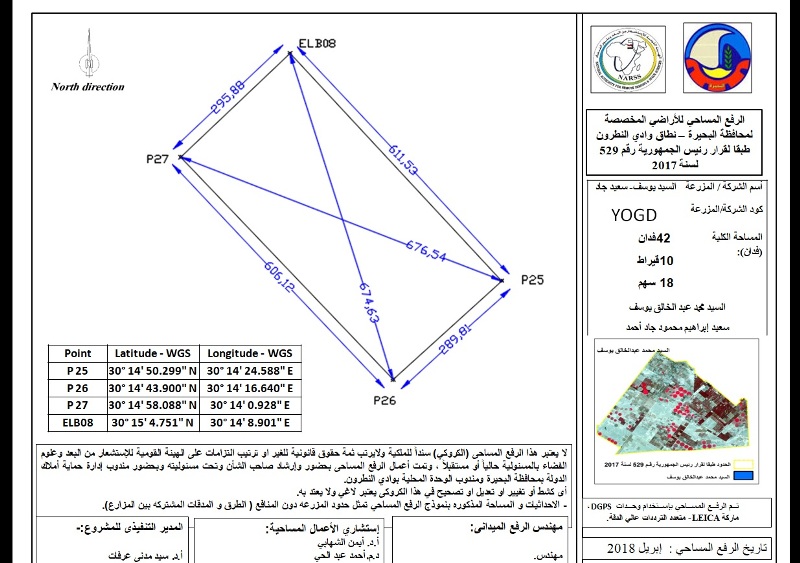 ELB08
North direction
295,88
611,53
P27
676,54
P25
606,12
674,63
289,81
P26
Point Latitude - WGS Longitude - WGS
P 25 30° 14' 50.299" N 30° 14' 24.588" E
P 26 30° 14' 43.900" N 30° 14' 16.640" E
P 27 30° 14' 58.088" N 30° 14' 0.928" E
ELB08 30° 15' 4.751" N 30° 14' 8.901" E
لا يعتبر هذا الرفع المساحي (الكروكي) سنداً للملكية ولايرتب ثمة حقوق قانونية للغير او ترتيب التزامات على الهيئة القومية للإستشعار من البعد وعلوم
الفضاء بالمسئولية حالياً أو مستقبلاً ، وتمت أعمال الرفع المساحي بحضور وإرشاد صاحب الشأن وتحت مسئوليته وبحضور مندوب إدارة حماية أملاك
الدولة بمحافظة البحيرة ومندوب الوحدة المحلية بوادي النطرون.
أى كشط أو تغيير او تعديل او تصحيح في هذا الكروكى يعتبر لاغي ولا يعتد به.
- الاحداثيات و المساحة المذكوره بنموذج الرفع المساحي تمثل حدود المزرعه دون المنافع ( الطرق و المدقات المشتركه بين المزارع).
مهندس الرفع الميداني:
مهندس.
إستشاري الأعمال المساحية:
أ.د. أيمن الشهابي
د.م.أحمد عبد الحي
المدير التنفيذى للمشروع:-
أ.د. سيد مدنى عرفات
NARSS
البحيرة
الرفع المساحي للأراضي المخصصة
لمحافظة البحيرة – نطاق وادي النطرون
طبقا لقرار رئيس الجمهورية رقم 529
لسنة 2017
أسم الشركة / المزرعة السيد يوسف- سعيد جاد
كود الشركة/المزرعة YOGD
المساحة الكلية 42فدان
(فدان): 10قيراط
18 سهم
السيد محمد عبد الخالق يوسف
سعيد إبراهيم محمود جاد أحمد
السيد محمد عبدالخالق يوسف
الحدود طبقا لقرار رئيس الجمهورية رقم 529 لسنة 2017
السيد محمد عبدالخالق يوسف
تم الرفع المساحي بإستخدام وحدات DGPS
ماركة LEICA- متعدد الترددات عالي الدقة.
تاريخ الرفع المساحي : إبريل 2018